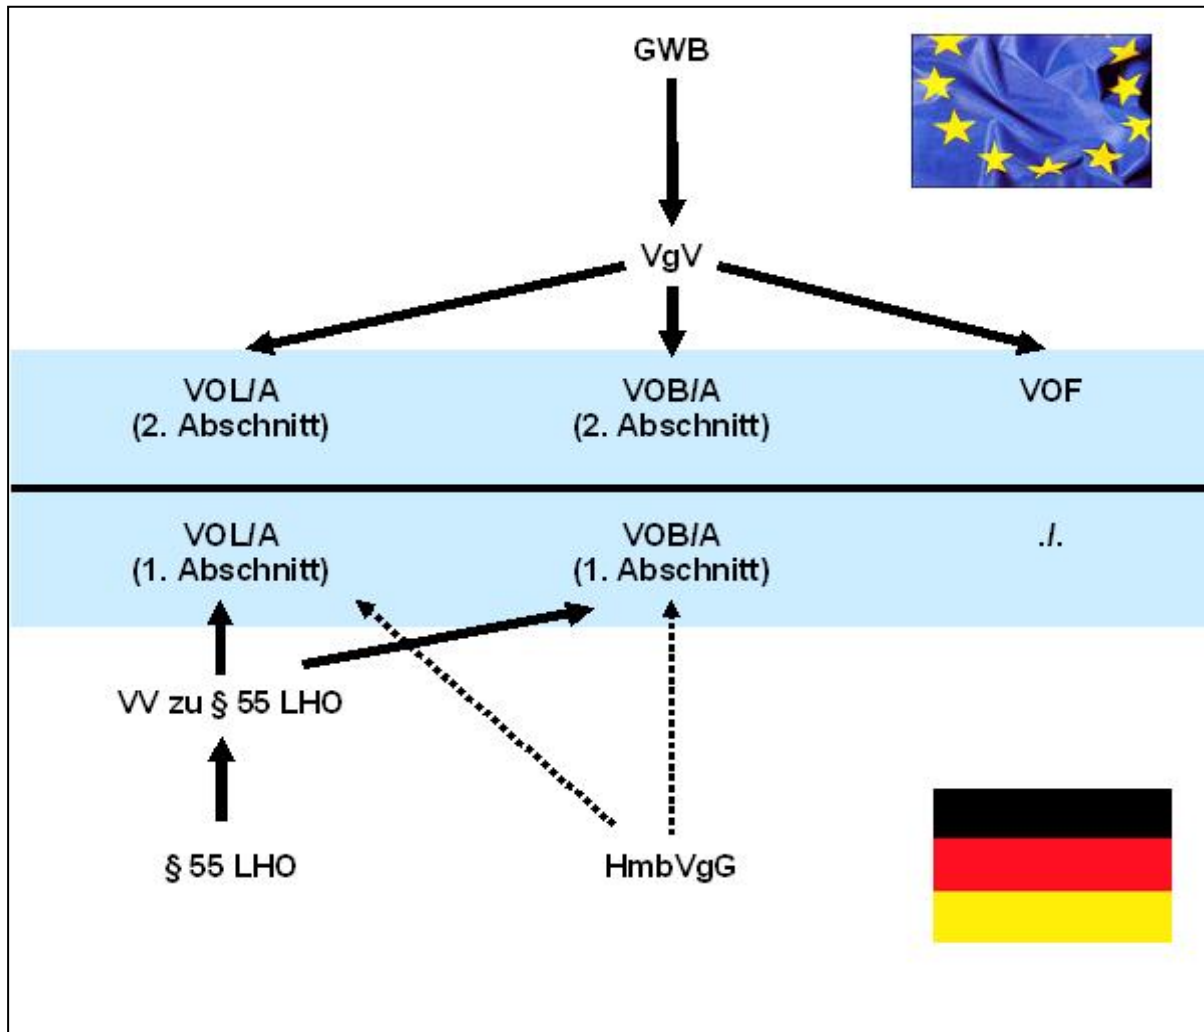 GWB
VgV
VOL/A
(2. Abschnitt)
VOB/A
(2. Abschnitt)
VOF
VOL/A
(1. Abschnitt)
VOB/A
(1. Abschnitt)
./.
VV zu § 55 LHO
§ 55 LHO
HmbVgG